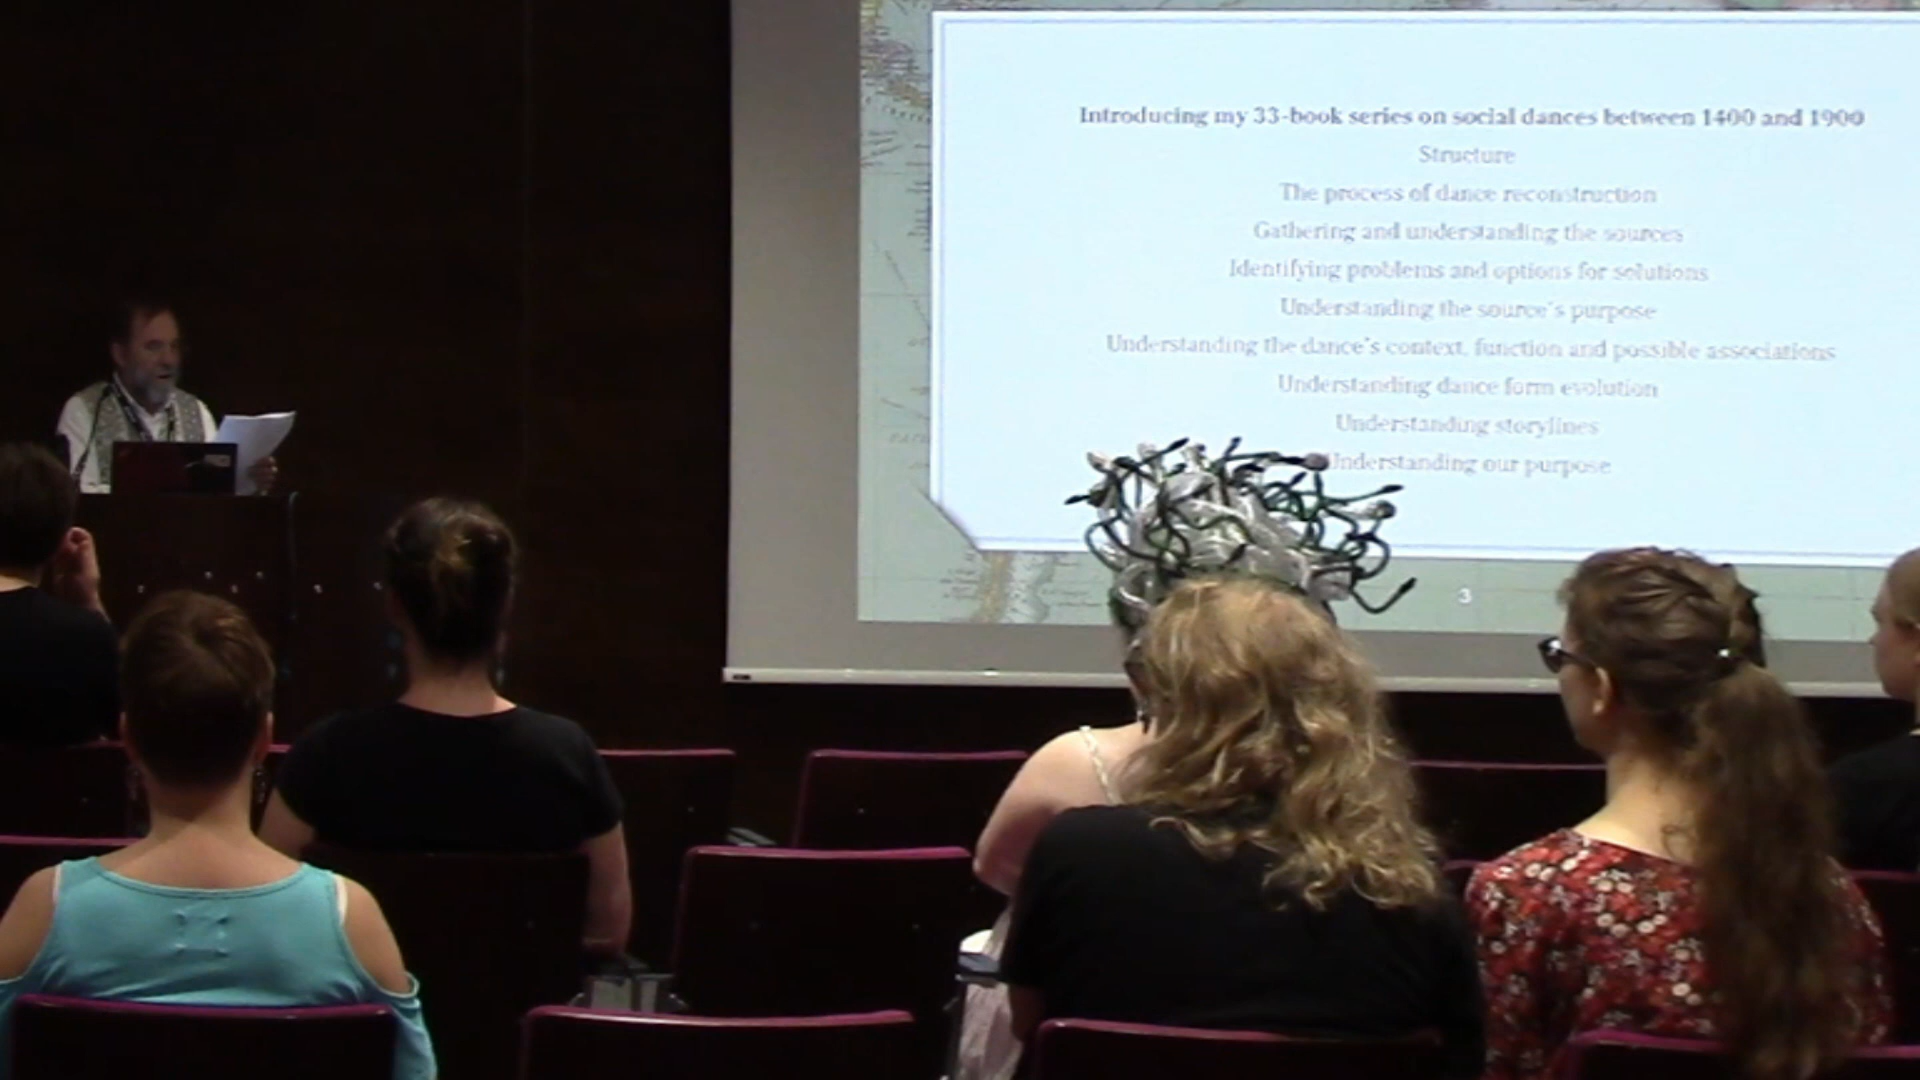 Introducing my 33-book series on social dances between 1400 and 1900
Structure
The process of dance reconstruction
Gathering and understanding the sources
Identifying problems and options for solutions
Understanding the source's purpose
Understanding the dance's context, function and possible associations
Understanding dance form evolution
Understanding storylines
Understanding our purpose
3